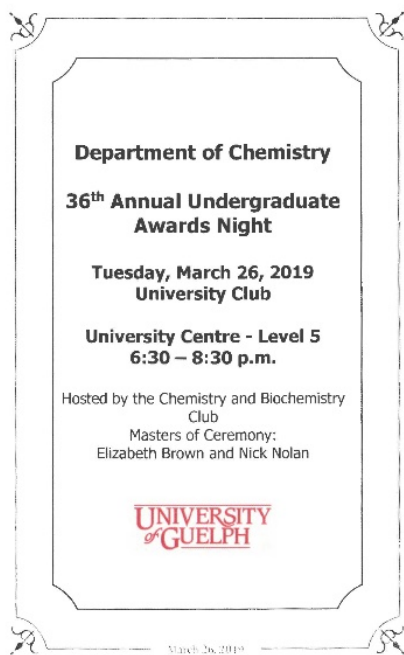 Department of Chemistry
36th Annual Undergraduate
Awards Night
Tuesday, March 26, 2019
University Club
University Centre - Level 5
6:30 – 8:30 p.m.
Hosted by the Chemistry and Biochemistry
Club
Masters of Ceremony:
Elizabeth Brown and Nick Nolan
UNIVERSITY
of GUELPH
March 26, 2019